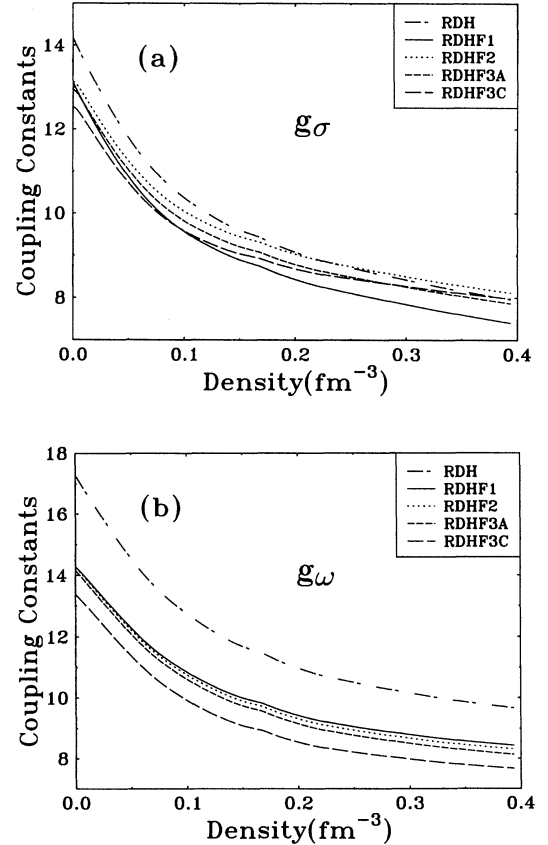 14
12
10
8
Coupling Constants
(a)
gσ
RDH
RDHF1
RDHF2
RDHF3A
RDHF3C
0.0 0.1 0.2 0.3 0.4
Density(fm⁻³)
18
16
14
12
10
8
Coupling Constants
(b)
gω
RDH
RDHF1
RDHF2
RDHF3A
RDHF3C
0.0 0.1 0.2 0.3 0.4
Density(fm⁻³)